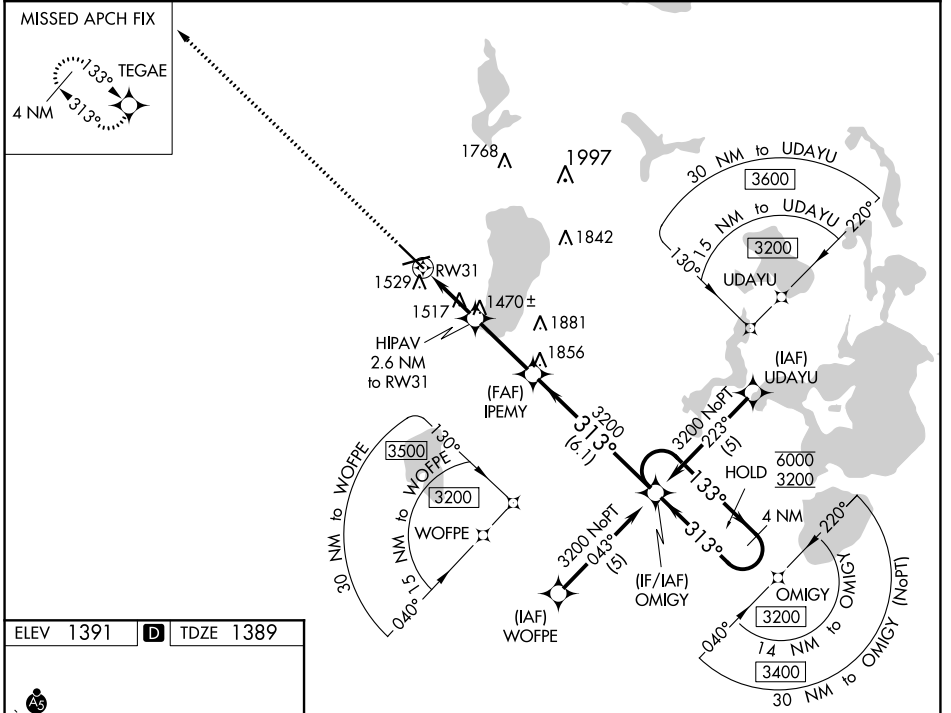 MISSED APCH FIX
133°
TEGAE
4 NM
313°
1768
1997
1842
RW31
1529
1517
1470±
1881
1856
HIPAV
2.6 NM
to RW31
(FAF)
IPEMY
3200
313°
(6.1)
30 NM to UDAYU
3600
15 NM to UDAYU
3200
220°
130°
UDAYU
(IAF)
UDAYU
3200 NoPT
223°
(5)
HOLD
6000
3200
133°
4 NM
313°
(IF/IAF)
OMIGY
3200 NoPT
043°
(5)
(IAF)
WOFPE
30 NM to WOFPE
3500
15 NM to WOFPE
3200
130°
WOFPE
040°
220°
OMIGY
040°
3200
14 NM to OMIGY
3400
30 NM to OMIGY (NoPT)
ELEV 1391
D
TDZE 1389
A5